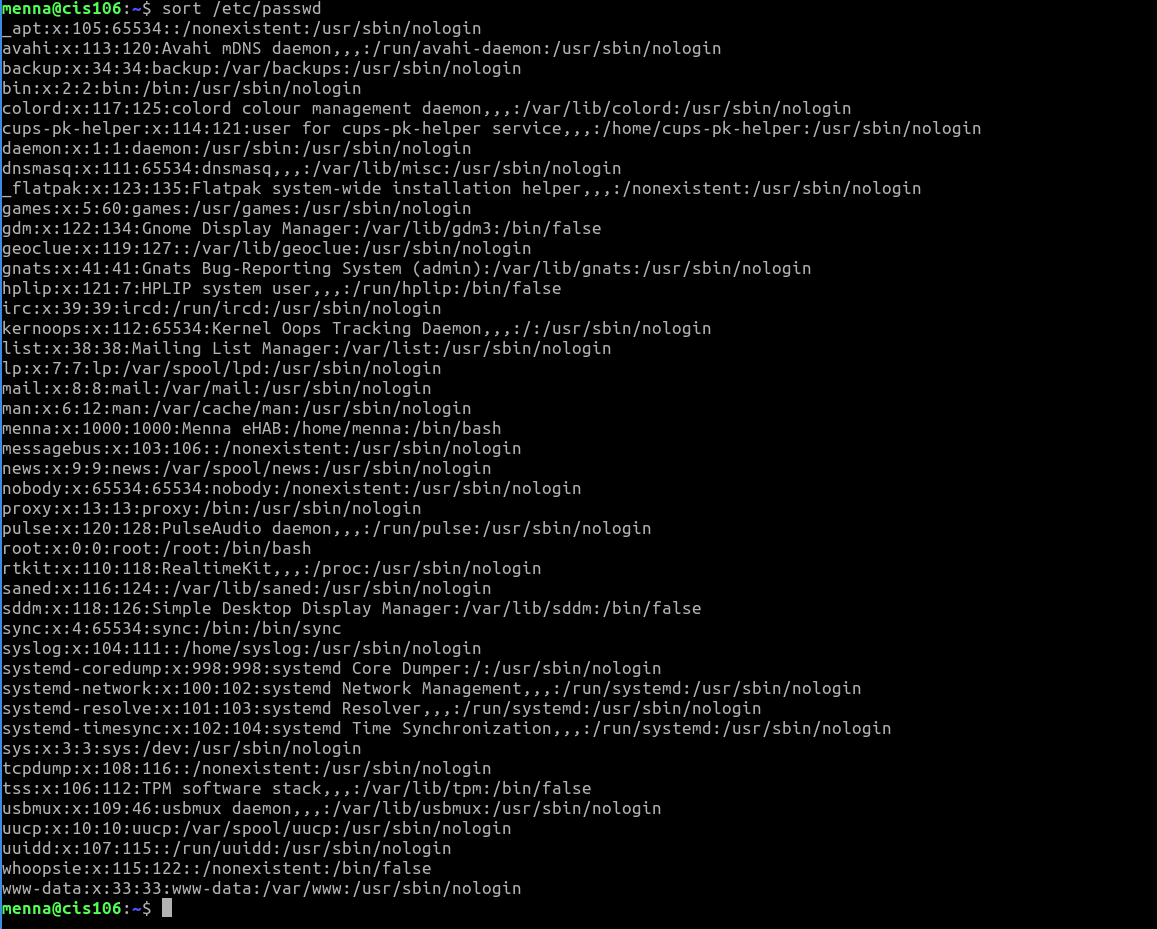 menna@cis106:~$ sort /etc/passwd
_apt:x:105:65534::/nonexistent:/usr/sbin/nologin
avahi:x:113:120:Avahi mDNS daemon,,,:/run/avahi-daemon:/usr/sbin/nologin
backup:x:34:34:backup:/var/backups:/usr/sbin/nologin
bin:x:2:2:bin:/bin:/usr/sbin/nologin
colord:x:117:125:colord colour management daemon,,,:/var/lib/colord:/usr/sbin/nologin
cups-pk-helper:x:114:121:user for cups-pk-helper service,,,:/home/cups-pk-helper:/usr/sbin/nologin
daemon:x:1:1:daemon:/usr/sbin:/usr/sbin/nologin
dnsmasq:x:111:65534:dnsmasq,,,:/var/lib/misc:/usr/sbin/nologin
_flatpak:x:123:135:Flatpak system-wide installation helper,,,:/nonexistent:/usr/sbin/nologin
games:x:5:60:games:/usr/games:/usr/sbin/nologin
gdm:x:122:134:Gnome Display Manager:/var/lib/gdm3:/bin/false
geoclue:x:119:127::/var/lib/geoclue:/usr/sbin/nologin
gnats:x:41:41:Gnats Bug-Reporting System (admin):/var/lib/gnats:/usr/sbin/nologin
hplip:x:121:7:HPLIP system user,,,:/run/hplip:/bin/false
irc:x:39:39:ircd:/run/ircd:/usr/sbin/nologin
kernoops:x:112:65534:Kernel Oops Tracking Daemon,,,:/:/usr/sbin/nologin
list:x:38:38:Mailing List Manager:/var/list:/usr/sbin/nologin
lp:x:7:7:lp:/var/spool/lpd:/usr/sbin/nologin
mail:x:8:8:mail:/var/mail:/usr/sbin/nologin
man:x:6:12:man:/var/cache/man:/usr/sbin/nologin
menna:x:1000:1000:Menna eHAB:/home/menna:/bin/bash
messagebus:x:103:106::/nonexistent:/usr/sbin/nologin
news:x:9:9:news:/var/spool/news:/usr/sbin/nologin
nobody:x:65534:65534:nobody:/nonexistent:/usr/sbin/nologin
proxy:x:13:13:proxy:/bin:/usr/sbin/nologin
pulse:x:120:128:PulseAudio daemon,,,:/run/pulse:/usr/sbin/nologin
root:x:0:0:root:/root:/bin/bash
rtkit:x:110:118:RealtimeKit,,,:/proc:/usr/sbin/nologin
saned:x:116:124::/var/lib/saned:/usr/sbin/nologin
sddm:x:118:126:Simple Desktop Display Manager:/var/lib/sddm:/bin/false
sync:x:4:65534:sync:/bin:/bin/sync
syslog:x:104:111::/home/syslog:/usr/sbin/nologin
systemd-coredump:x:998:998:systemd Core Dumper:/:/usr/sbin/nologin
systemd-network:x:100:102:systemd Network Management,,,:/run/systemd:/usr/sbin/nologin
systemd-resolve:x:101:103:systemd Resolver,,,:/run/systemd:/usr/sbin/nologin
systemd-timesync:x:102:104:systemd Time Synchronization,,,:/run/systemd:/usr/sbin/nologin
sys:x:3:3:sys:/dev:/usr/sbin/nologin
tcpdump:x:108:116::/nonexistent:/usr/sbin/nologin
tss:x:106:112:TPM software stack,,,:/var/lib/tpm:/bin/false
usbmux:x:109:46:usbmux daemon,,,:/var/lib/usbmux:/usr/sbin/nologin
uucp:x:10:10:uucp:/var/spool/uucp:/usr/sbin/nologin
uuidd:x:107:115::/run/uuidd:/usr/sbin/nologin
whoopsie:x:115:122::/nonexistent:/bin/false
www-data:x:33:33:www-data:/var/www:/usr/sbin/nologin
menna@cis106:~$